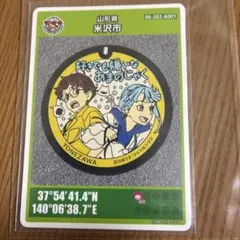 山形県
米沢市
06-202-A001
好きでも嫌いな
あまのじゃく
YONEZAWA
37°54'41.4"N
140°06'38.7"E